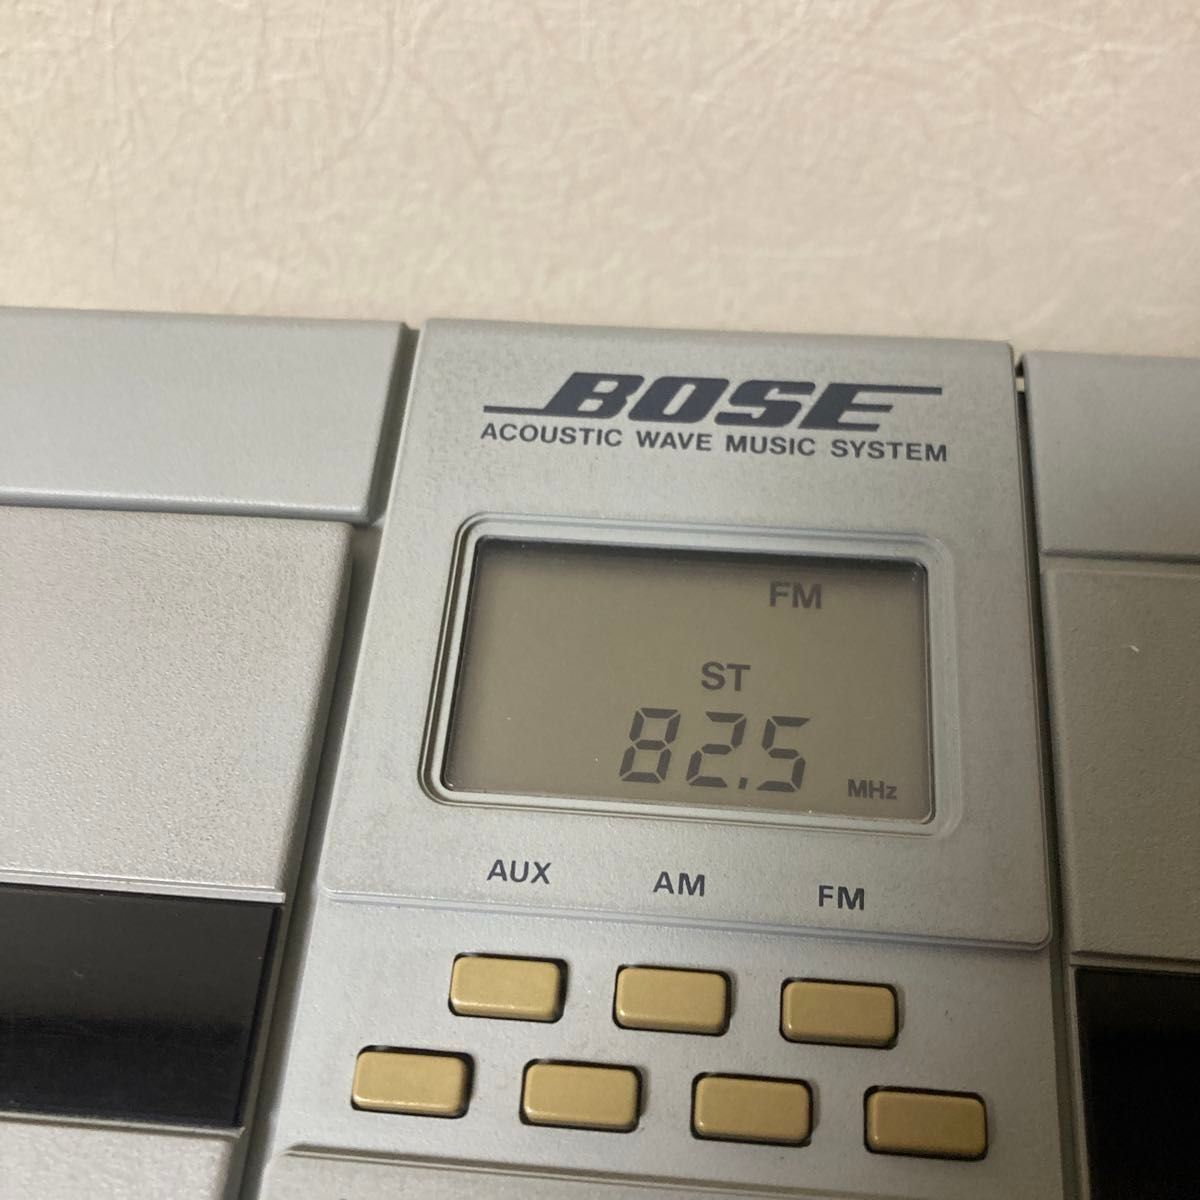 BOSE
ACOUSTIC WAVE MUSIC SYSTEM
FM
ST
82.5 MHz
AUX AM FM